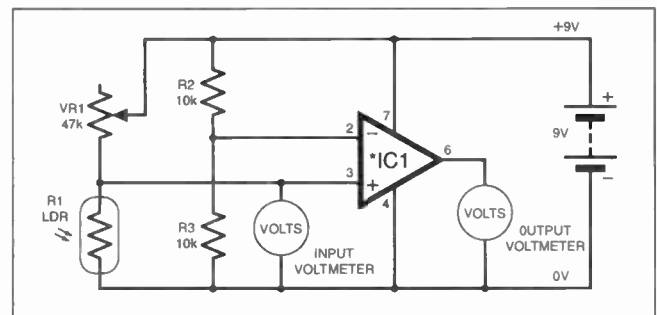 +9V
R2
10k
VR1
47k
7
2
−
*IC1
6
3
+
4
+
9V
−
R1
LDR
R3
10k
VOLTS
INPUT
VOLTMETER
VOLTS
OUTPUT
VOLTMETER
0V